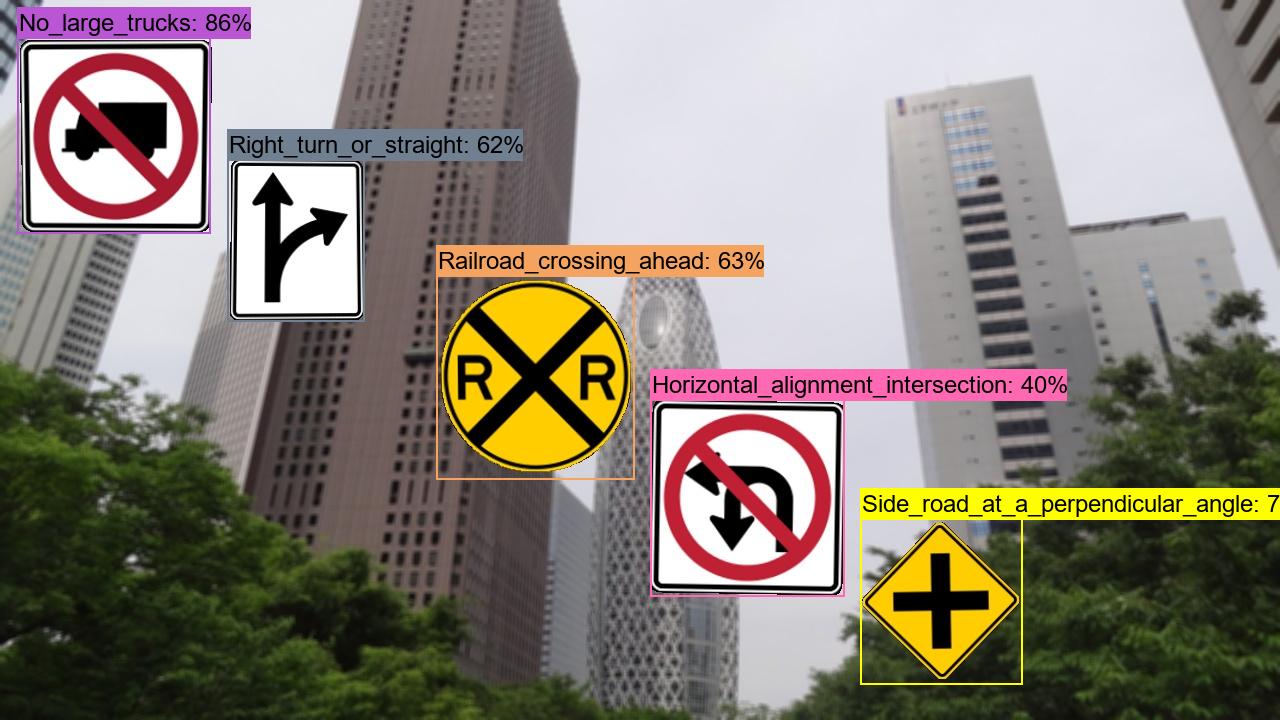 No_large_trucks: 86%
Right_turn_or_straight: 62%
Railroad_crossing_ahead: 63%
R R
Horizontal_alignment_intersection: 40%
Side_road_at_a_perpendicular_angle: 7